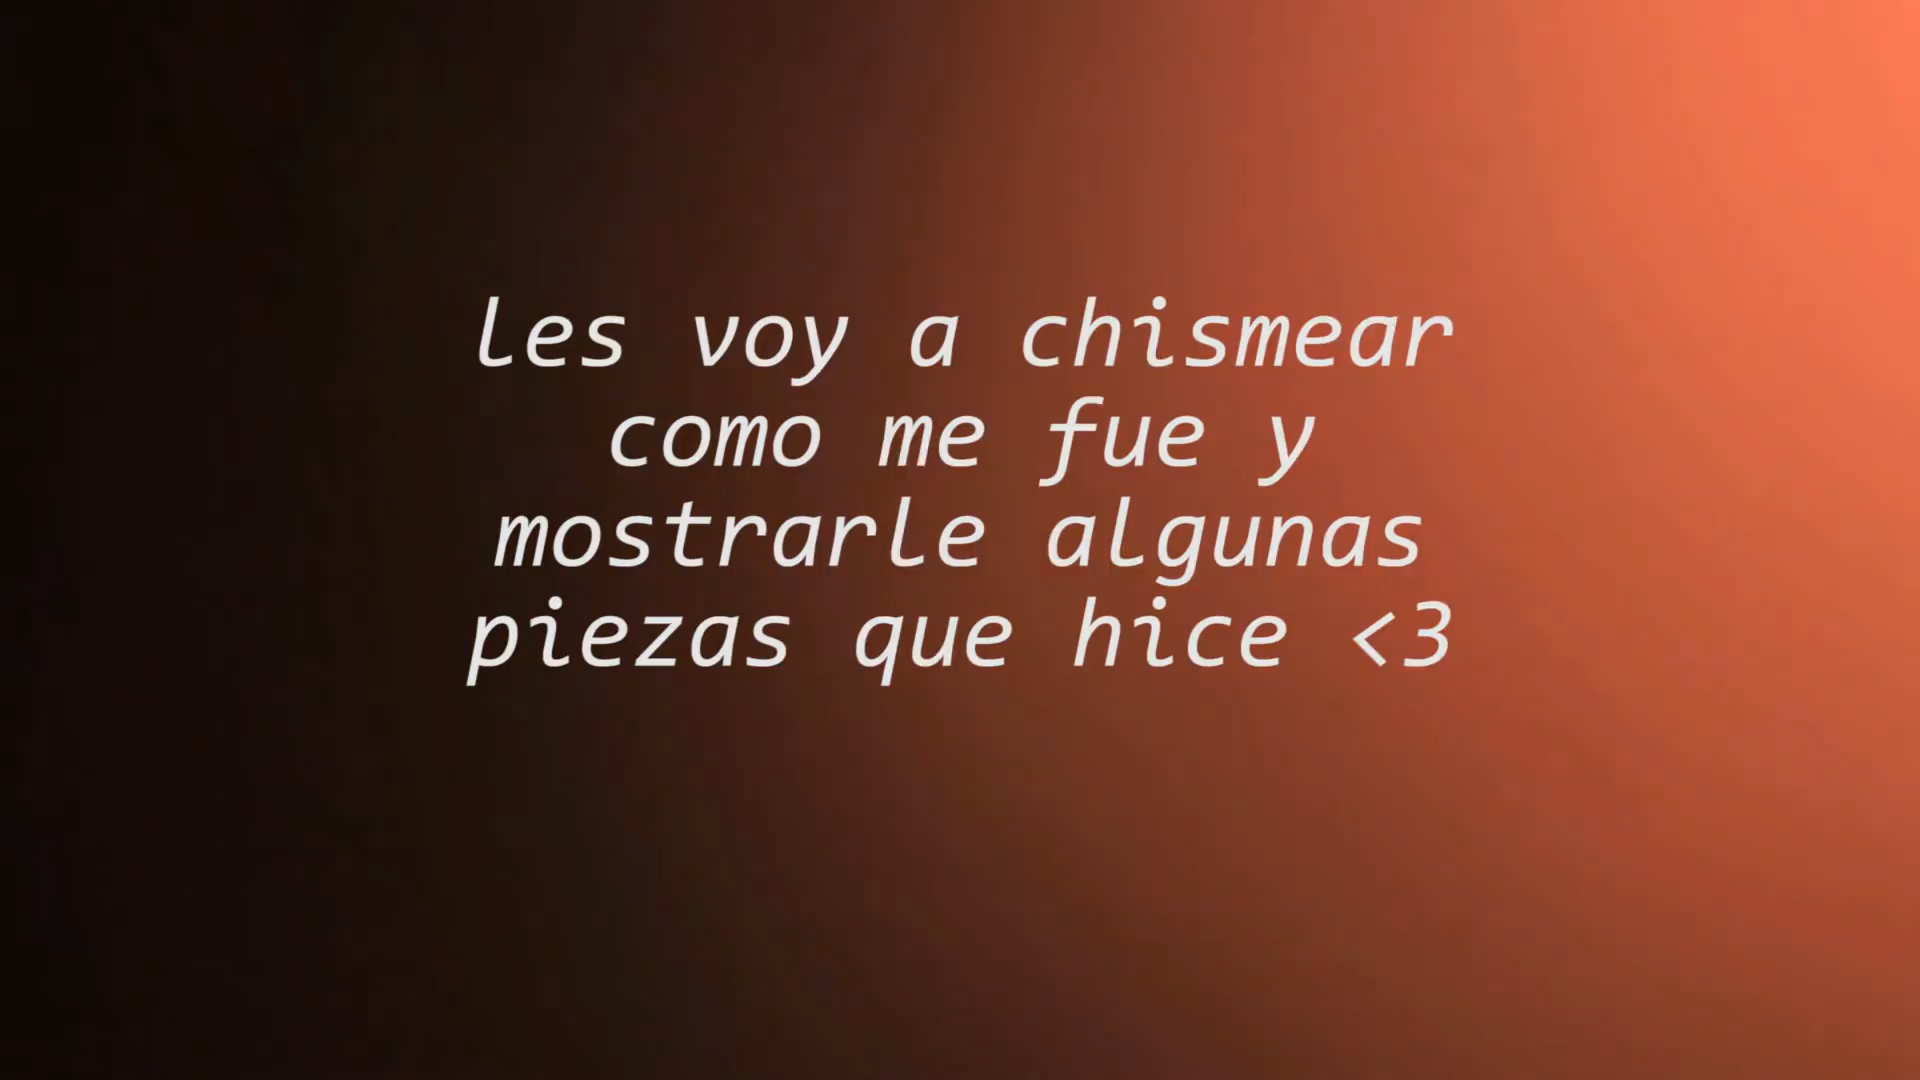 les voy a chismear
como me fue y
mostrarle algunas
piezas que hice <3